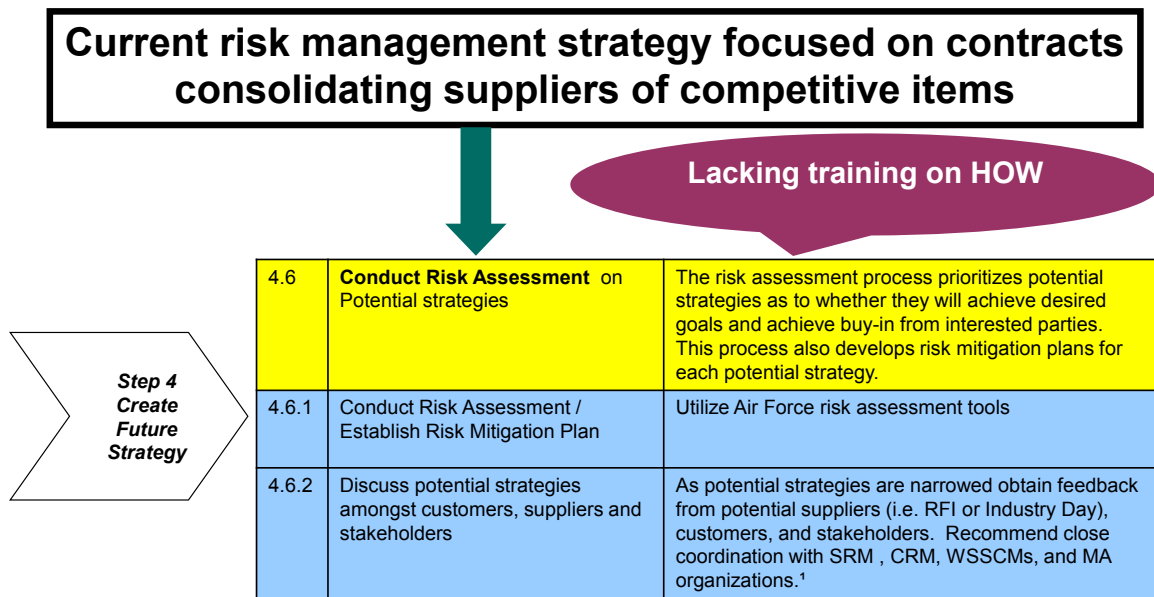 Current risk management strategy focused on contracts
consolidating suppliers of competitive items
Lacking training on HOW
Step 4
Create
Future
Strategy
4.6
Conduct Risk Assessment on
Potential strategies
The risk assessment process prioritizes potential
strategies as to whether they will achieve desired
goals and achieve buy-in from interested parties.
This process also develops risk mitigation plans for
each potential strategy.
4.6.1
Conduct Risk Assessment /
Establish Risk Mitigation Plan
Utilize Air Force risk assessment tools
4.6.2
Discuss potential strategies
amongst customers, suppliers and
stakeholders
As potential strategies are narrowed obtain feedback
from potential suppliers (i.e. RFI or Industry Day),
customers, and stakeholders. Recommend close
coordination with SRM , CRM, WSSCMs, and MA
organizations.¹